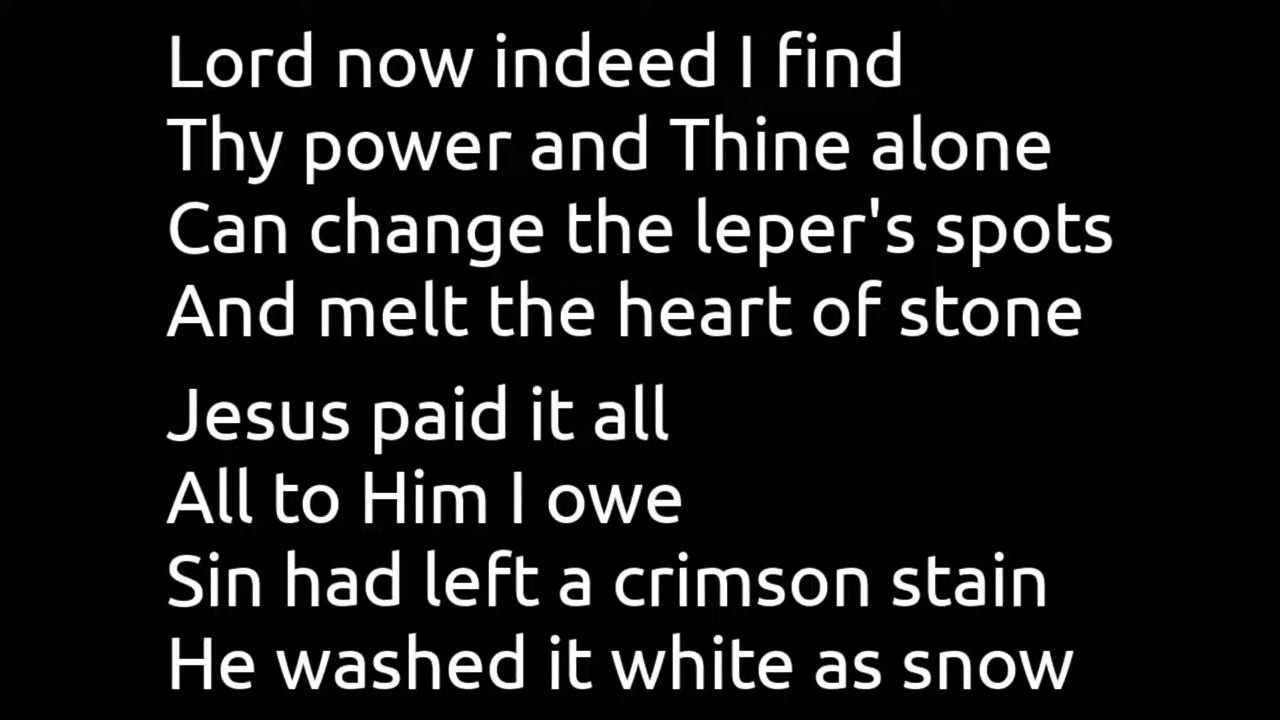 Lord now indeed I find
Thy power and Thine alone
Can change the leper's spots
And melt the heart of stone
Jesus paid it all
All to Him I owe
Sin had left a crimson stain
He washed it white as snow